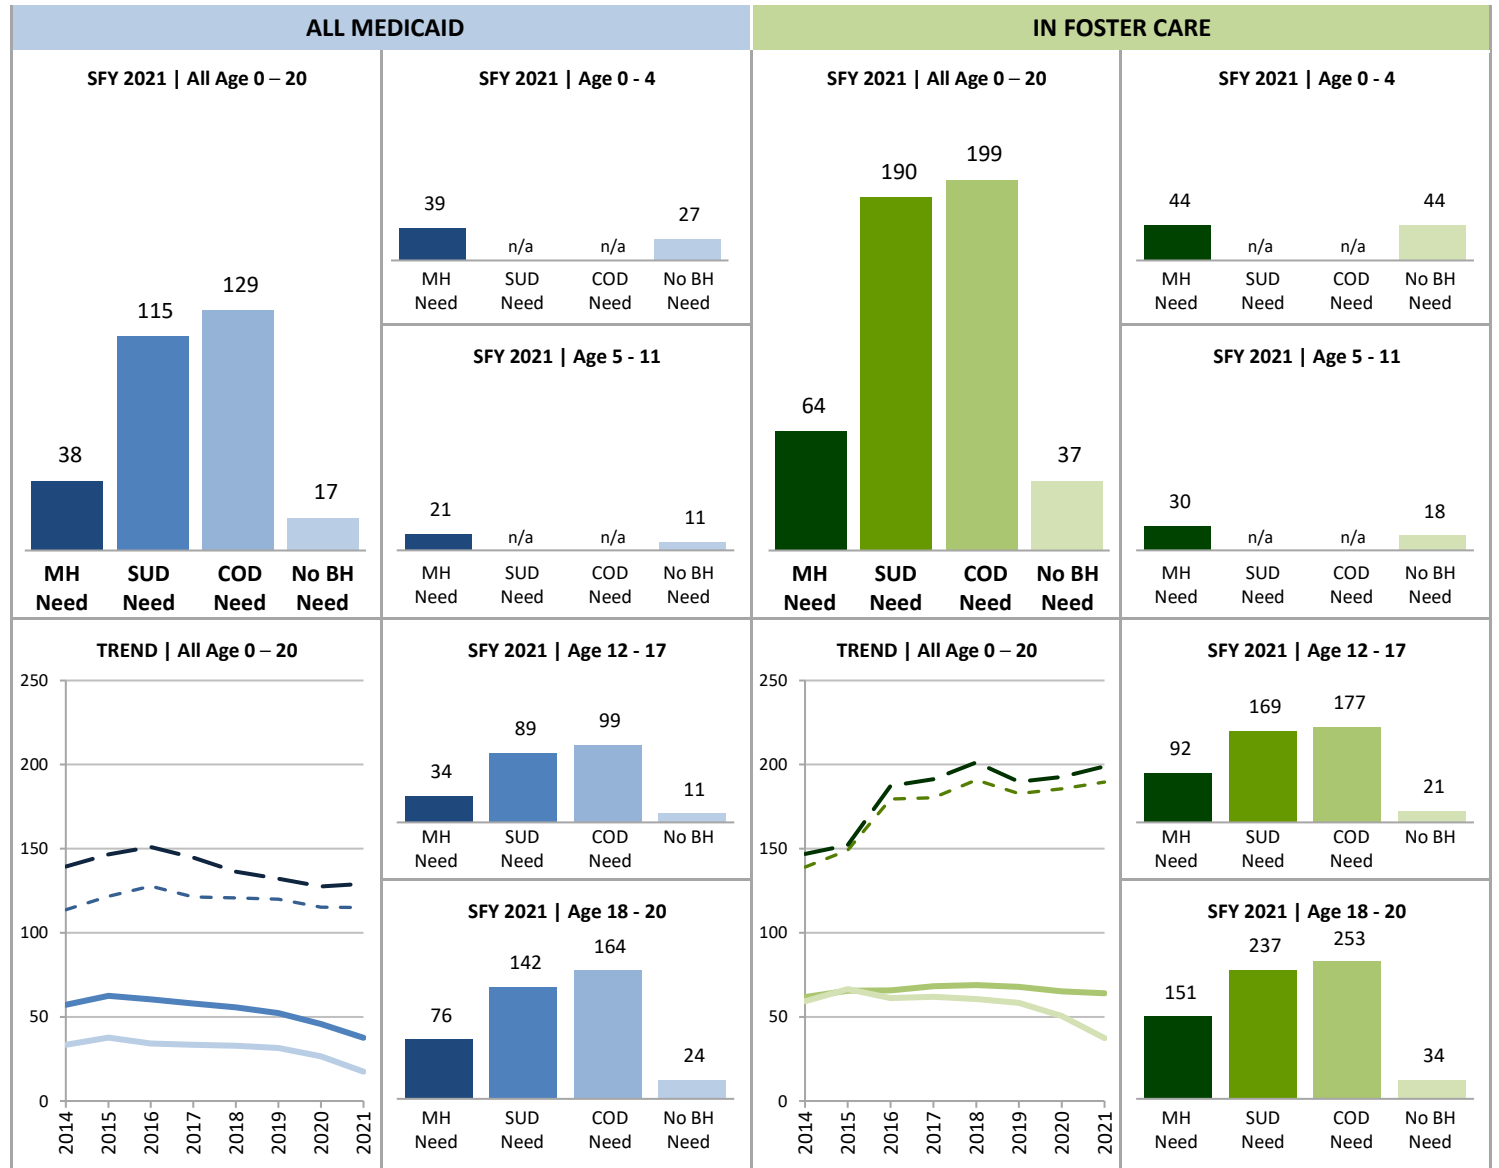 ALL MEDICAID
SFY 2021 | All Age 0 – 20
38
115
129
17
MH Need
SUD Need
COD Need
No BH Need
SFY 2021 | Age 0 - 4
39
n/a
n/a
27
MH Need
SUD Need
COD Need
No BH Need
SFY 2021 | Age 5 - 11
21
n/a
n/a
11
MH Need
SUD Need
COD Need
No BH Need
TREND | All Age 0 – 20
250
200
150
100
50
0
2014
2015
2016
2017
2018
2019
2020
2021
SFY 2021 | Age 12 - 17
34
89
99
11
MH Need
SUD Need
COD Need
No BH
SFY 2021 | Age 18 - 20
76
142
164
24
MH Need
SUD Need
COD Need
No BH Need
IN FOSTER CARE
SFY 2021 | All Age 0 – 20
64
190
199
37
MH Need
SUD Need
COD Need
No BH Need
SFY 2021 | Age 0 - 4
44
n/a
n/a
44
MH Need
SUD Need
COD Need
No BH Need
SFY 2021 | Age 5 - 11
30
n/a
n/a
18
MH Need
SUD Need
COD Need
No BH Need
TREND | All Age 0 – 20
250
200
150
100
50
0
2014
2015
2016
2017
2018
2019
2020
2021
SFY 2021 | Age 12 - 17
92
169
177
21
MH Need
SUD Need
COD Need
No BH
SFY 2021 | Age 18 - 20
151
237
253
34
MH Need
SUD Need
COD Need
No BH Need